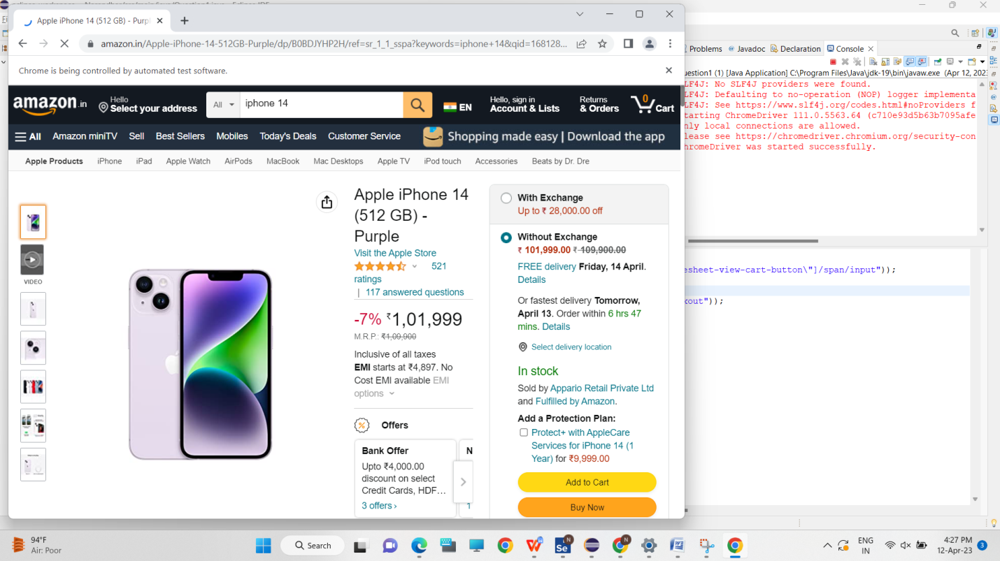 Apple iPhone 14 (512 GB) - Purpl
amazon.in/Apple-iPhone-14-512GB-Purple/dp/B0BDJYHP2H/ref=sr_1_1_sspa?keywords=iphone+14&qid=168128...
Chrome is being controlled by automated test software.
amazon.in
Hello
Select your address
All
iphone 14
EN
Hello, sign in
Account & Lists
Returns
& Orders
0
Cart
All
Amazon miniTV
Sell
Best Sellers
Mobiles
Today's Deals
Customer Service
Shopping made easy | Download the app
Apple Products
iPhone
iPad
Apple Watch
AirPods
MacBook
Mac Desktops
Apple TV
iPod touch
Accessories
Beats by Dr. Dre
VIDEO
Apple iPhone 14
(512 GB) -
Purple
Visit the Apple Store
521
ratings
| 117 answered questions
-7% ₹1,01,999
M.R.P.: ₹1,09,900
Inclusive of all taxes
EMI starts at ₹4,897. No
Cost EMI available EMI
options
Offers
Bank Offer
Upto ₹4,000.00
discount on select
Credit Cards, HDF…
3 offers ›
N
1
With Exchange
Up to ₹ 28,000.00 off
Without Exchange
₹ 101,999.00 ₹ 109,900.00
FREE delivery Friday, 14 April.
Details
Or fastest delivery Tomorrow,
April 13. Order within 6 hrs 47
mins. Details
Select delivery location
In stock
Sold by Appario Retail Private Ltd
and Fulfilled by Amazon.
Add a Protection Plan:
Protect+ with AppleCare
Services for iPhone 14 (1
Year) for ₹9,999.00
Add to Cart
Buy Now
Problems
@ Javadoc
Declaration
Console
uestion1 (1) [Java Application] C:\Program Files\Java\jdk-19\bin\javaw.exe (Apr 12, 2023
LF4J: No SLF4J providers were found.
LF4J: Defaulting to no-operation (NOP) logger implementa
LF4J: See https://www.slf4j.org/codes.html#noProviders f
tarting ChromeDriver 111.0.5563.64 (c710e93d5b63b7095afe
nly local connections are allowed.
lease see https://chromedriver.chromium.org/security-con
hromeDriver was started successfully.
esheet-view-cart-button\"]/span/input"));
kout"));
94°F
Air: Poor
Search
Se
N
N
ENG
IN
4:27 PM
12-Apr-23
3